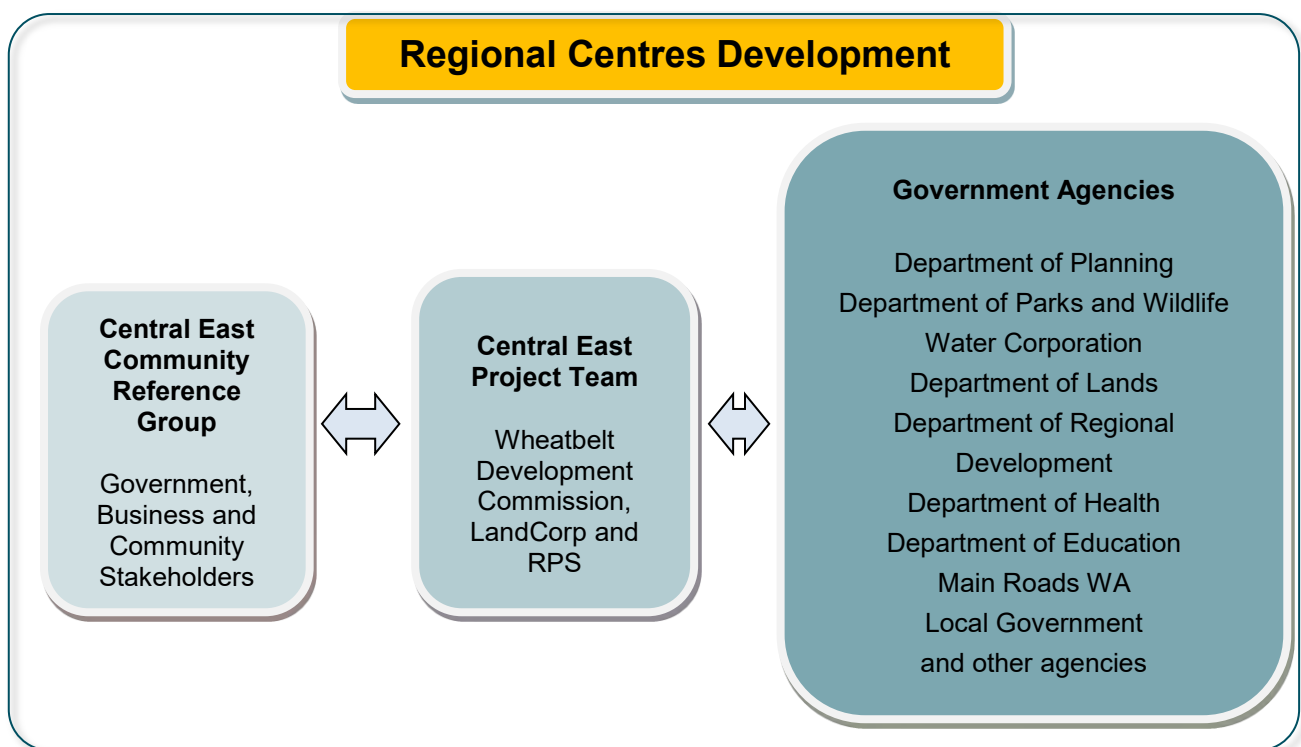 Regional Centres Development
Central East
Community
Reference
Group
Government,
Business and
Community
Stakeholders
Central East
Project Team
Wheatbelt
Development
Commission,
LandCorp and
RPS
Government Agencies
Department of Planning
Department of Parks and Wildlife
Water Corporation
Department of Lands
Department of Regional
Development
Department of Health
Department of Education
Main Roads WA
Local Government
and other agencies